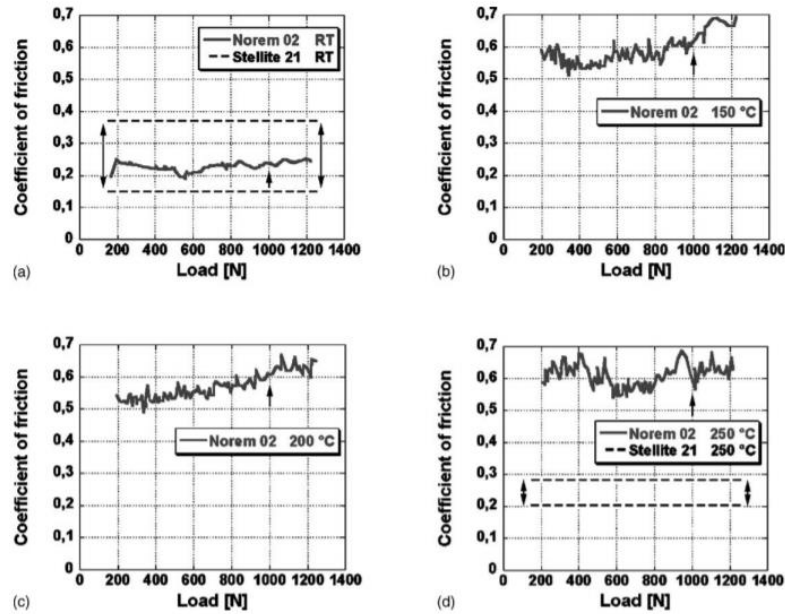 0,7
0,6
0,5
0,4
0,3
0,2
0,1
0
Coefficient of friction
Norem 02 RT
Stellite 21 RT
0 200 400 600 800 1000 1200 1400
Load [N]
(a)
0,7
0,6
0,5
0,4
0,3
0,2
0,1
0
Coefficient of friction
Norem 02 150 °C
0 200 400 600 800 1000 1200 1400
Load [N]
(b)
0,7
0,6
0,5
0,4
0,3
0,2
0,1
0
Coefficient of friction
Norem 02 200 °C
0 200 400 600 800 1000 1200 1400
Load [N]
(c)
0,7
0,6
0,5
0,4
0,3
0,2
0,1
0
Coefficient of friction
Norem 02 250 °C
Stellite 21 250 °C
0 200 400 600 800 1000 1200 1400
Load [N]
(d)